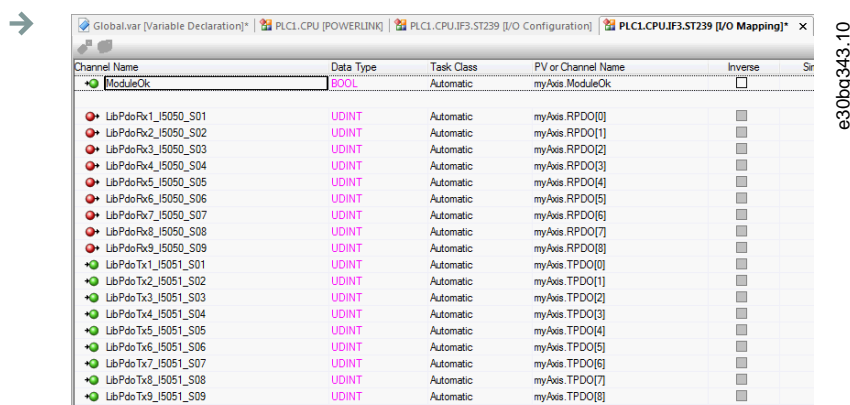 Global.var [Variable Declaration]* PLC1.CPU [POWERLINK] PLC1.CPU.IF3.ST239 [I/O Configuration] PLC1.CPU.IF3.ST239 [I/O Mapping]* ×
Channel Name Data Type Task Class PV or Channel Name Inverse Sir
ModuleOk BOOL Automatic myAxis.ModuleOk
LibPdoRx1_I5050_S01 UDINT Automatic myAxis.RPDO[0]
LibPdoRx2_I5050_S02 UDINT Automatic myAxis.RPDO[1]
LibPdoRx3_I5050_S03 UDINT Automatic myAxis.RPDO[2]
LibPdoRx4_I5050_S04 UDINT Automatic myAxis.RPDO[3]
LibPdoRx5_I5050_S05 UDINT Automatic myAxis.RPDO[4]
LibPdoRx6_I5050_S06 UDINT Automatic myAxis.RPDO[5]
LibPdoRx7_I5050_S07 UDINT Automatic myAxis.RPDO[6]
LibPdoRx8_I5050_S08 UDINT Automatic myAxis.RPDO[7]
LibPdoRx9_I5050_S09 UDINT Automatic myAxis.RPDO[8]
LibPdoTx1_I5051_S01 UDINT Automatic myAxis.TPDO[0]
LibPdoTx2_I5051_S02 UDINT Automatic myAxis.TPDO[1]
LibPdoTx3_I5051_S03 UDINT Automatic myAxis.TPDO[2]
LibPdoTx4_I5051_S04 UDINT Automatic myAxis.TPDO[3]
LibPdoTx5_I5051_S05 UDINT Automatic myAxis.TPDO[4]
LibPdoTx6_I5051_S06 UDINT Automatic myAxis.TPDO[5]
LibPdoTx7_I5051_S07 UDINT Automatic myAxis.TPDO[6]
LibPdoTx8_I5051_S08 UDINT Automatic myAxis.TPDO[7]
LibPdoTx9_I5051_S09 UDINT Automatic myAxis.TPDO[8]
e30bg343.10